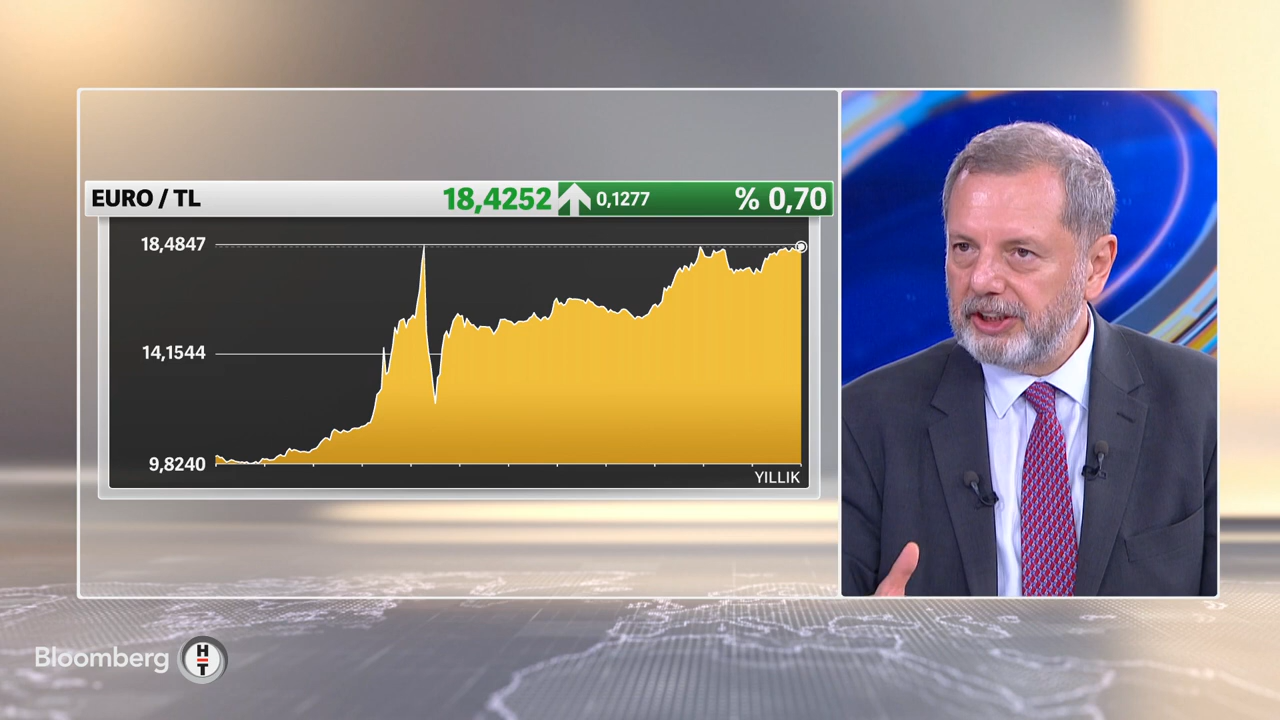 EURO / TL 18,4252 0,1277 % 0,70
18,4847
14,1544
9,8240
YILLIK
Bloomberg HT